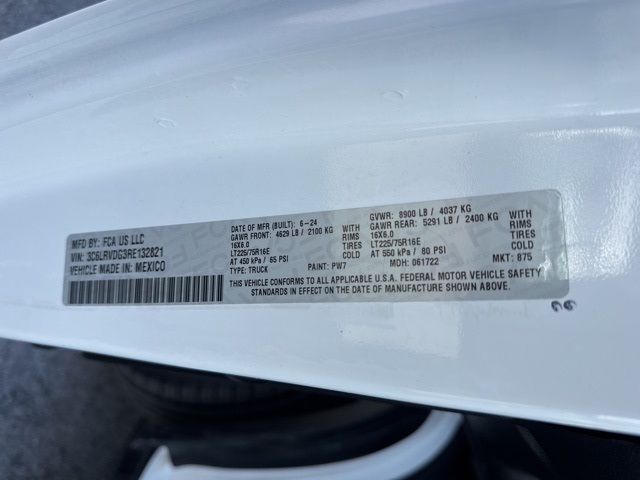 MFD BY: FCA US LLC
DATE OF MFR (BUILT): 6-24
GVWR: 8900 LB / 4037 KG
VIN: 3C6LRVDG3RE132821
GAWR FRONT: 4629 LB / 2100 KG WITH
GAWR REAR: 5291 LB / 2400 KG WITH
VEHICLE MADE IN: MEXICO
16X6.0 RIMS
16X6.0 RIMS
LT225/75R16E TIRES
LT225/75R16E TIRES
AT 450 kPa / 65 PSI COLD
AT 550 kPa / 80 PSI COLD
TYPE: TRUCK PAINT: PW7 MDH: 061722 MKT: 875
THIS VEHICLE CONFORMS TO ALL APPLICABLE U.S.A. FEDERAL MOTOR VEHICLE SAFETY
STANDARDS IN EFFECT ON THE DATE OF MANUFACTURE SHOWN ABOVE.